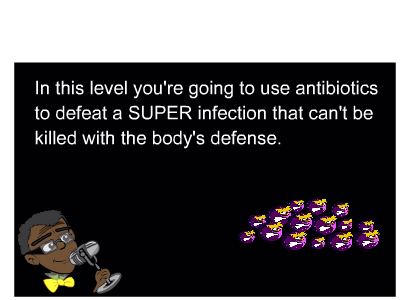 In this level you're going to use antibiotics
to defeat a SUPER infection that can't be
killed with the body's defense.